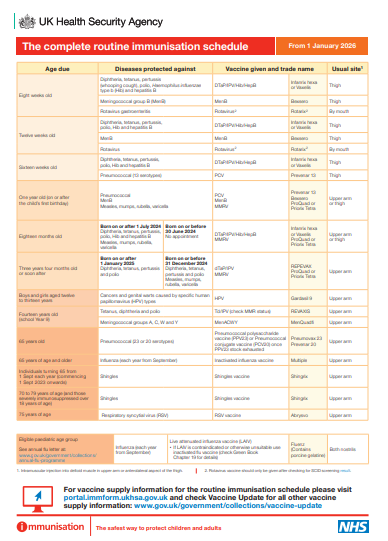 UK Health Security Agency
The complete routine immunisation schedule
From 1 January 2026
Age due
Diseases protected against
Vaccine given and trade name
Usual site¹
Eight weeks old
Diphtheria, tetanus, pertussis
(whooping cough), polio, Haemophilus influenzae
type b (Hib) and hepatitis B
DTaP/IPV/Hib/HepB
Infanrix hexa
or Vaxelis
Thigh
Meningococcal group B (MenB)
MenB
Bexsero
Thigh
Rotavirus gastroenteritis
Rotavirus²
Rotarix²
By mouth
Twelve weeks old
Diphtheria, tetanus, pertussis,
polio, Hib and hepatitis B
DTaP/IPV/Hib/HepB
Infanrix hexa
or Vaxelis
Thigh
MenB
MenB
Bexsero
Thigh
Rotavirus
Rotavirus²
Rotarix²
By mouth
Sixteen weeks old
Diphtheria, tetanus, pertussis,
polio, Hib and hepatitis B
DTaP/IPV/Hib/HepB
Infanrix hexa
or Vaxelis
Thigh
Pneumococcal (13 serotypes)
PCV
Prevenar 13
Thigh
One year old (on or after
the child's first birthday)
Pneumococcal
MenB
Measles, mumps, rubella, varicella
PCV
MenB
MMRV
Prevenar 13
Bexsero
ProQuad or
Priorix Tetra
Upper arm
or thigh
Eighteen months old
Born on or after 1 July 2024
Diphtheria, tetanus, pertussis,
polio, Hib and hepatitis B
Measles, mumps, rubella,
varicella
Born on or before
30 June 2024
No appointment
DTaP/IPV/Hib/HepB
MMRV
Infanrix hexa
or Vaxelis
ProQuad or
Priorix Tetra
Upper arm
or thigh
Three years four months old
or soon after
Born on or after
1 January 2025
Diphtheria, tetanus, pertussis
and polio
Born on or before
31 December 2024
Diphtheria, tetanus,
pertussis and polio
Measles, mumps,
rubella, varicella
dTaP/IPV
MMRV
REPEVAX
ProQuad or
Priorix Tetra
Upper arm
Boys and girls aged twelve
to thirteen years
Cancers and genital warts caused by specific human
papillomavirus (HPV) types
HPV
Gardasil 9
Upper arm
Fourteen years old
(school Year 9)
Tetanus, diphtheria and polio
Td/IPV (check MMR status)
REVAXIS
Upper arm
Meningococcal groups A, C, W and Y
MenACWY
MenQuadfi
Upper arm
65 years old
Pneumococcal (23 or 20 serotypes)
Pneumococcal polysaccharide
vaccine (PPV23) or Pneumococcal
conjugate vaccine (PCV20) once
PPV23 stock exhausted
Pneumovax 23
Prevenar 20
Upper arm
65 years of age and older
Influenza (each year from September)
Inactivated influenza vaccine
Multiple
Upper arm
Individuals turning 65 from
1 Sept each year (commencing
1 Sept 2023 onwards)
Shingles
Shingles vaccine
Shingrix
Upper arm
70 to 79 years of age (and those
severely immunosuppressed over
18 years of age)
Shingles
Shingles vaccine
Shingrix
Upper arm
75 years of age
Respiratory syncytial virus (RSV)
RSV vaccine
Abrysvo
Upper arm
Eligible paediatric age group
See annual flu letter at:
www.gov.uk/government/collections/
annual-flu-programme
Influenza (each year
from September)
Live attenuated influenza vaccine (LAIV)
• If LAIV is contraindicated or otherwise unsuitable use
inactivated flu vaccine (check Green Book
Chapter 19 for details)
Fluenz
(Contains
porcine gelatine)
Both nostrils
1. Intramuscular injection into deltoid muscle in upper arm or anterolateral aspect of the thigh.
2. Rotavirus vaccine should only be given after checking for SCID screening result.
For vaccine supply information for the routine immunisation schedule please visit
portal.immform.ukhsa.gov.uk and check Vaccine Update for all other vaccine
supply information: www.gov.uk/government/collections/vaccine-update
immunisation
The safest way to protect children and adults
NHS